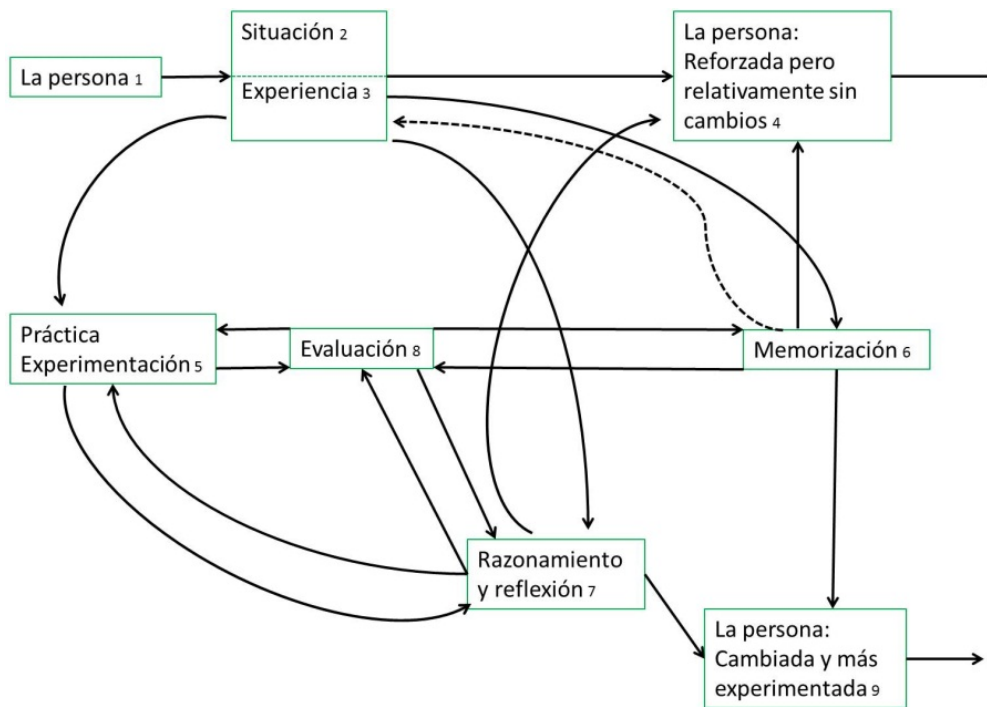 La persona 1
Situación 2
Experiencia 3
La persona:
Reforzada pero
relativamente sin
cambios 4
Práctica
Experimentación 5
Evaluación 8
Memorización 6
Razonamiento
y reflexión 7
La persona:
Cambiada y más
experimentada 9